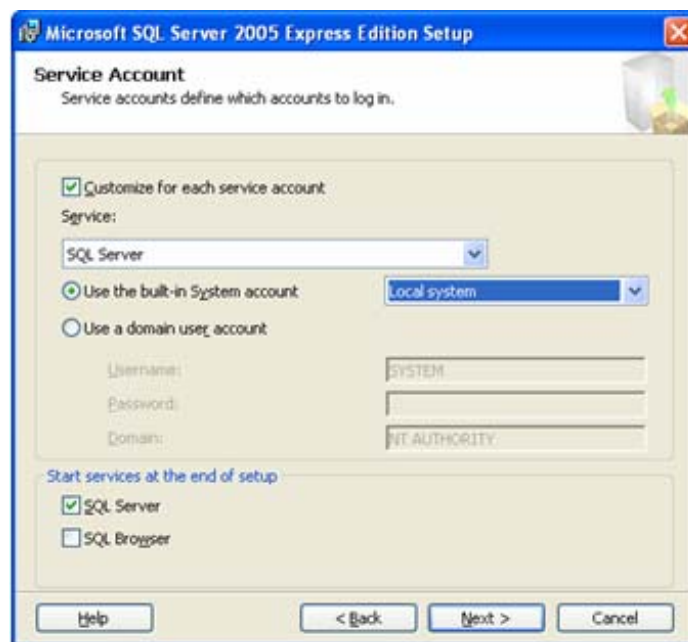 Microsoft SQL Server 2005 Express Edition Setup
Service Account
Service accounts define which accounts to log in.
Customize for each service account
Service:
SQL Server
Use the built-in System account
Local system
Use a domain user account
Username:
SYSTEM
Password:
Domain:
NT AUTHORITY
Start services at the end of setup
SQL Server
SQL Browser
Help
< Back
Next >
Cancel